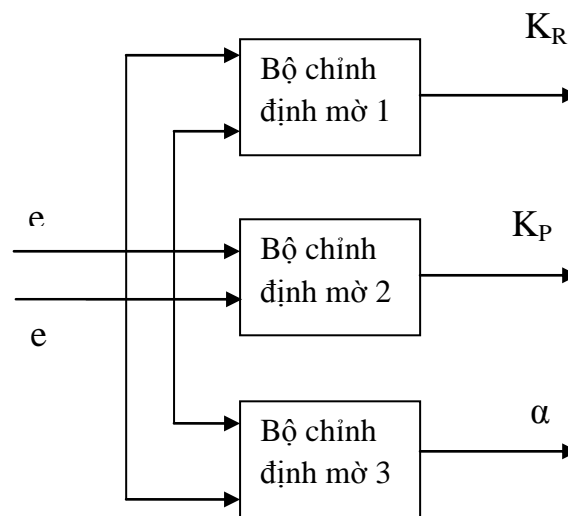 K_R
Bộ chỉnh
định mờ 1
e
K_P
Bộ chỉnh
định mờ 2
e
α
Bộ chỉnh
định mờ 3